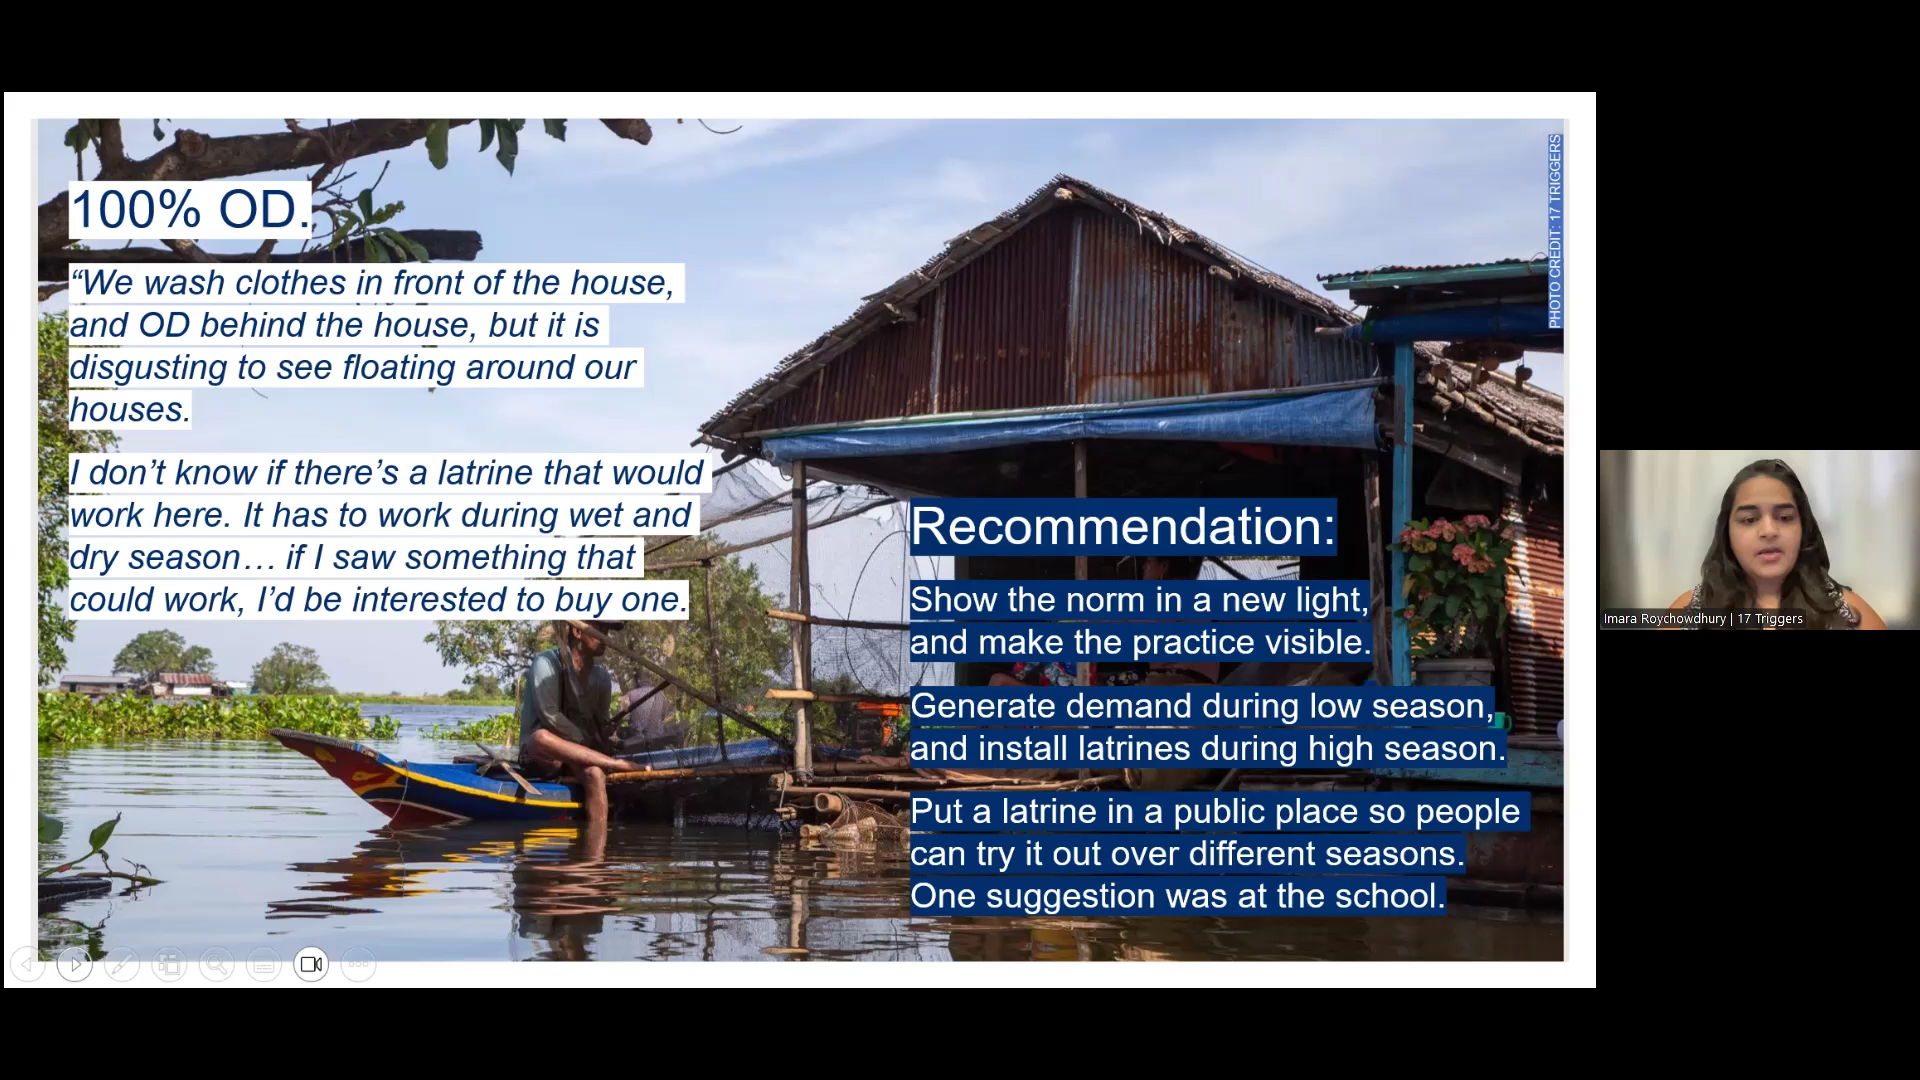 100% OD.
“We wash clothes in front of the house,
and OD behind the house, but it is
disgusting to see floating around our
houses.
I don’t know if there’s a latrine that would
work here. It has to work during wet and
dry season… if I saw something that
could work, I’d be interested to buy one.
Recommendation:
Show the norm in a new light,
and make the practice visible.
Generate demand during low season,
and install latrines during high season.
Put a latrine in a public place so people
can try it out over different seasons.
One suggestion was at the school.
PHOTO CREDIT: 17 TRIGGERS
Imara Roychowdhury | 17 Triggers